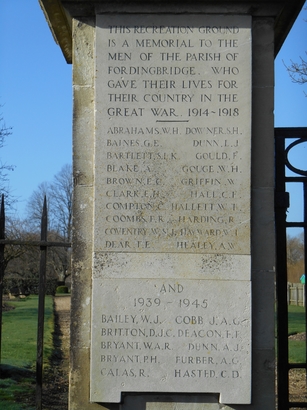 THIS RECREATION GROUND
IS A MEMORIAL TO THE
MEN OF THE PARISH OF
FORDINGBRIDGE. WHO
GAVE THEIR LIVES FOR
THEIR COUNTRY IN THE
GREAT WAR. 1914~1918
ABRAHAMS, W.H. DOWNER, S.H.
BAINES, G.E. DUNN, L.J.
BARTLETT, S.J.K. GOULD, F.
BLAKE, A. GOUGE, W.H.
BROWN, E.C. GRIFFIN, W.
CLARK, E.H. HALL, C.F.
COMPTON, C. HALLETT, W.T.
COOMBS, F.R. HARDING, R.
COVENTRY, W.S.J. HAYWARD, W.J.
DEAR, T.E. HEALEY, A.W.
AND
1939 - 1945
BAILEY, W.J. COBB J.A.G.
BRITTON, D.J.C. DEACON, F.F.
BRYANT, W.A.R. DUNN, A.J.
BRYANT, P.H. FURBER, A.G.
CALAS, R. HASTED, C.D.